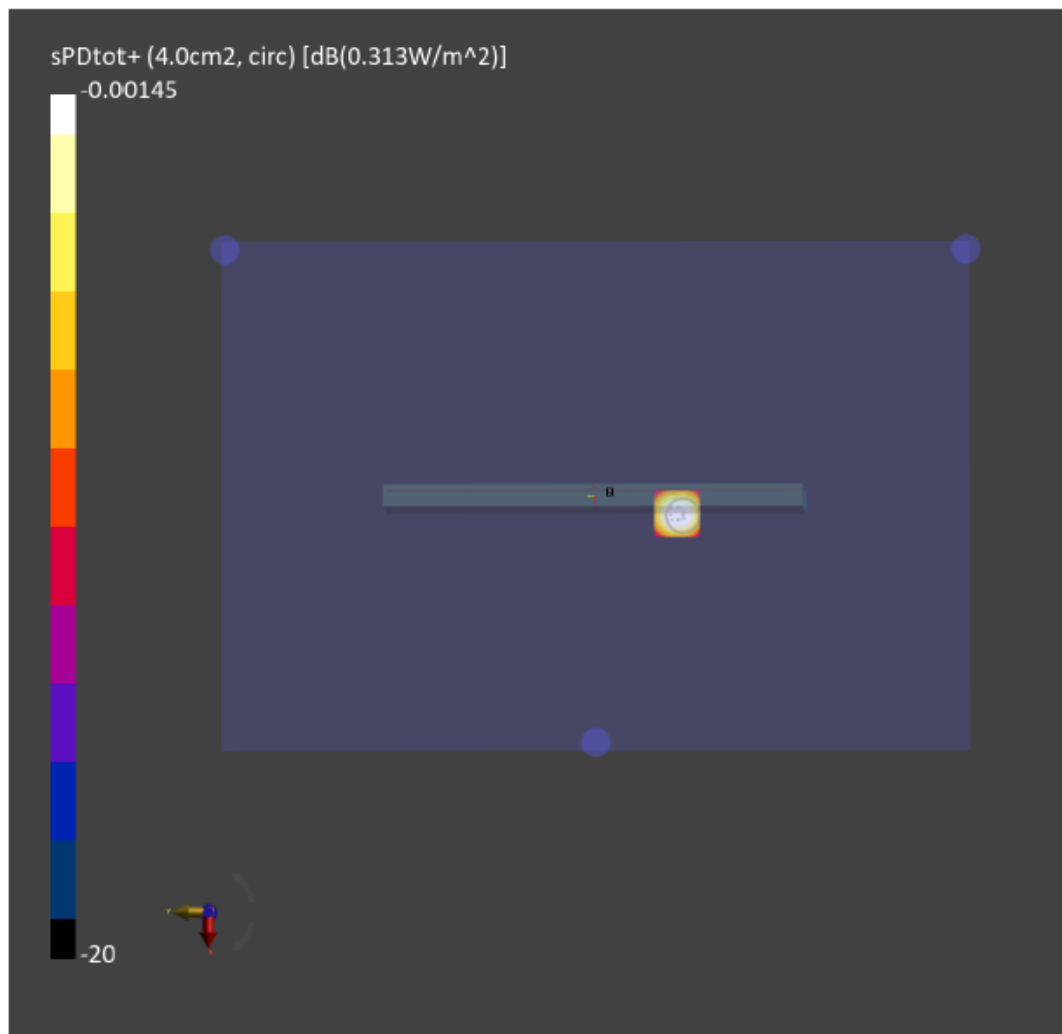 sPDtot+ (4.0cm2, circ) [dB(0.313W/m^2)]
-0.00145
-20